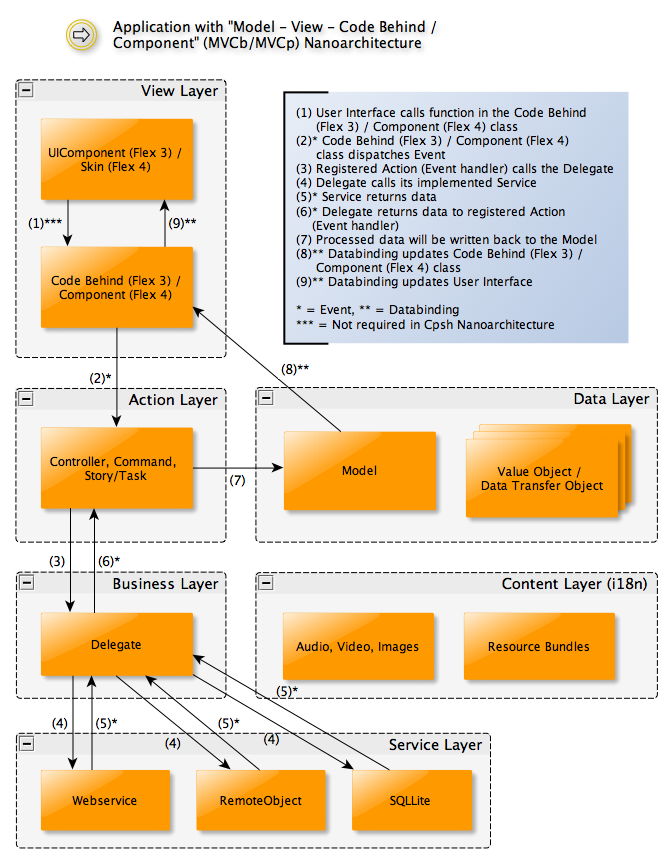 Application with "Model – View – Code Behind /
Component" (MVCb/MVCp) Nanoarchitecture
View Layer
UIComponent (Flex 3) /
Skin (Flex 4)
(1)***
(9)**
Code Behind (Flex 3) /
Component (Flex 4)
(1) User Interface calls function in the Code Behind
(Flex 3) / Component (Flex 4) class
(2)* Code Behind (Flex 3) / Component (Flex 4)
class dispatches Event
(3) Registered Action (Event handler) calls the Delegate
(4) Delegate calls its implemented Service
(5)* Service returns data
(6)* Delegate returns data to registered Action
(Event handler)
(7) Processed data will be written back to the Model
(8)** Databinding updates Code Behind (Flex 3) /
Component (Flex 4) class
(9)** Databinding updates User Interface
* = Event, ** = Databinding
*** = Not required in Cpsh Nanoarchitecture
(2)*
(8)**
Action Layer
Controller, Command,
Story/Task
(7)
Data Layer
Model
Value Object /
Data Transfer Object
(3)
(6)*
Business Layer
Delegate
Content Layer (i18n)
Audio, Video, Images
Resource Bundles
(4)
(5)*
(4)
(5)*
(4)
(5)*
Service Layer
Webservice
RemoteObject
SQLLite